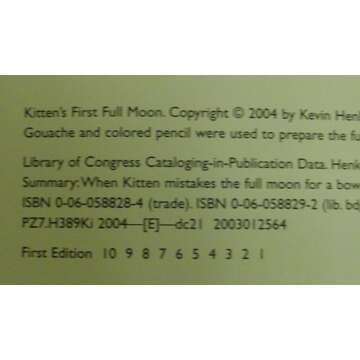 Kitten's First Full Moon. Copyright © 2004 by Kevin Henk
Gouache and colored pencil were used to prepare the fu
Library of Congress Cataloging-in-Publication Data. Henk
Summary: When Kitten mistakes the full moon for a bow
ISBN 0-06-058828-4 (trade). ISBN 0-06-058829-2 (lib. bd
PZ7.H389Ki 2004—[E]—dc21 2003012564
First Edition 10 9 8 7 6 5 4 3 2 1